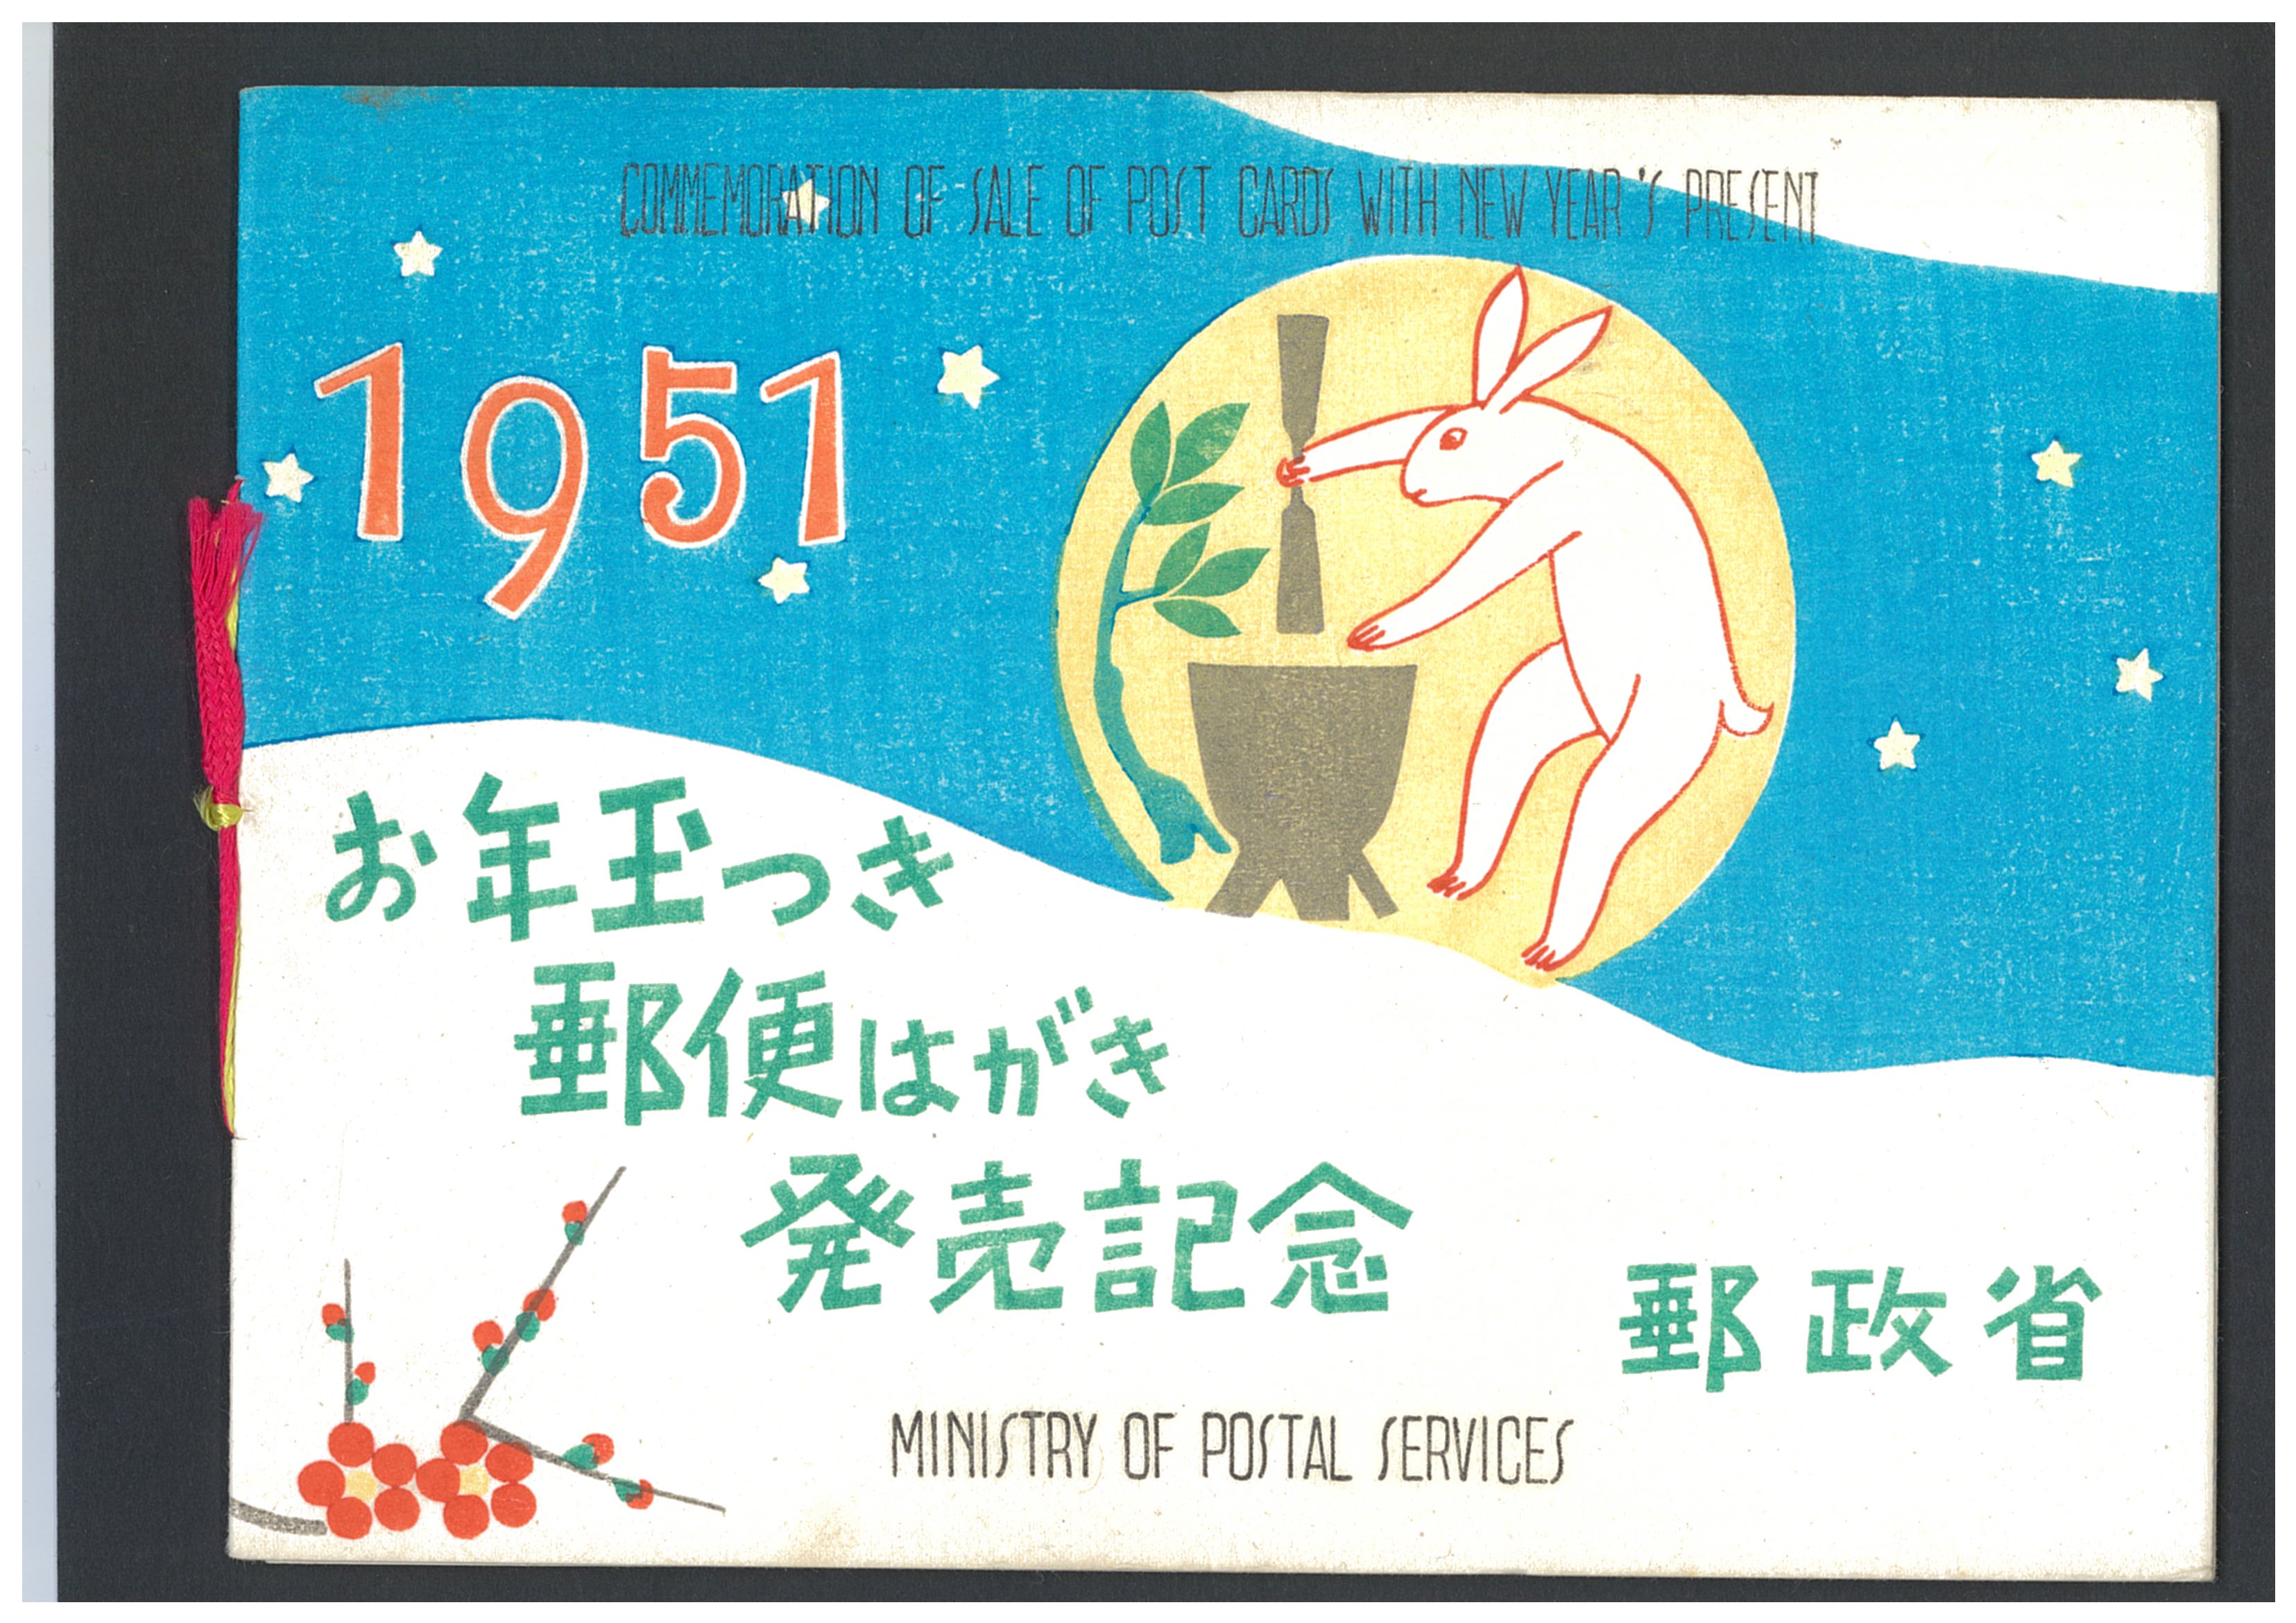 COMMEMORATION OF SALE OF POST CARDS WITH NEW YEAR'S PRESENT
1951
お年玉つき
郵便はがき
発売記念
郵政省
MINISTRY OF POSTAL SERVICES